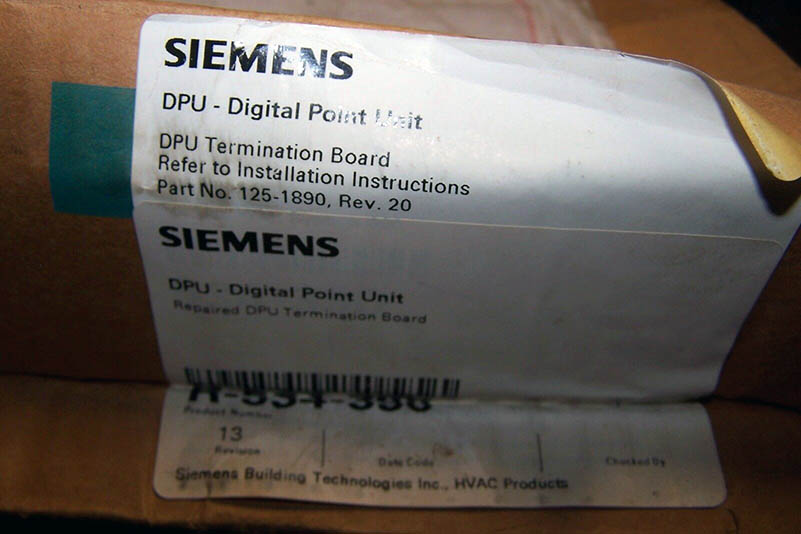 SIEMENS
DPU - Digital Point Unit
DPU Termination Board
Refer to Installation Instructions
Part No. 125-1890, Rev. 20
SIEMENS
DPU - Digital Point Unit
Repaired DPU Termination Board
Product Number
13
Revision
Date Code
Checked By
Siemens Building Technologies Inc., HVAC Products